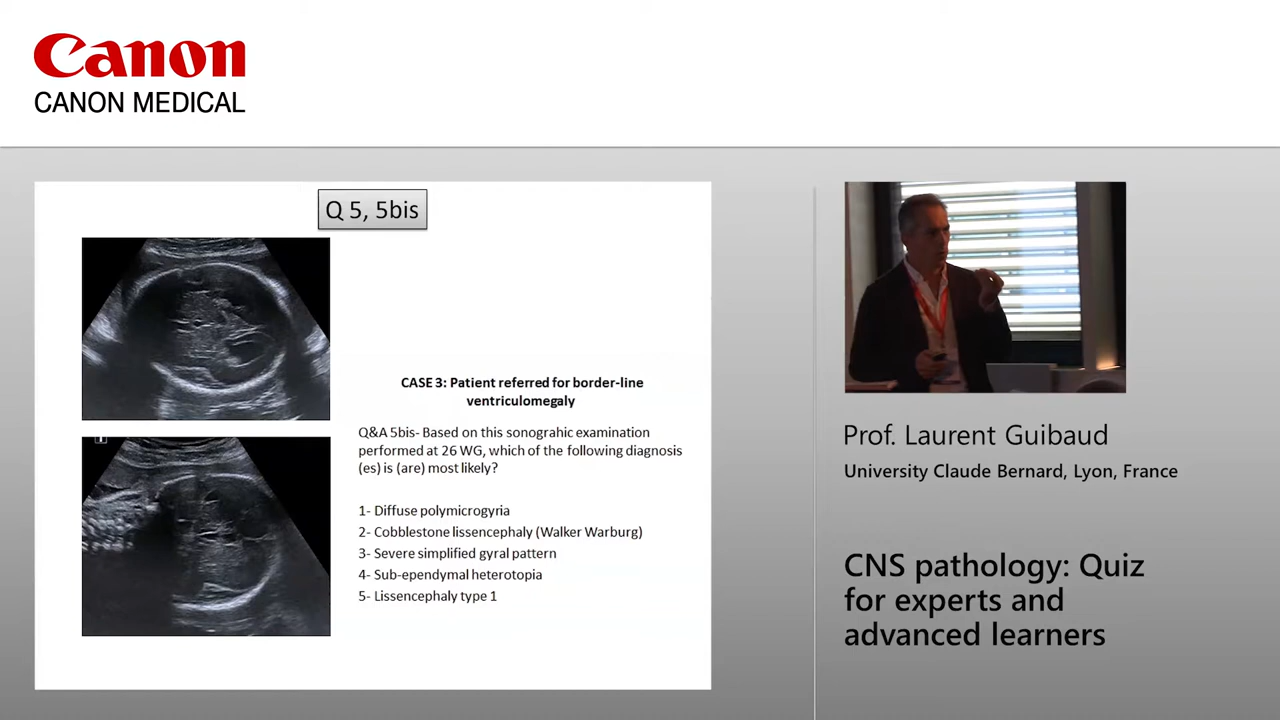 Canon
CANON MEDICAL
Q 5, 5bis
CASE 3: Patient referred for border-line
ventriculomegaly
Q&A 5bis- Based on this sonograhic examination
performed at 26 WG, which of the following diagnosis
(es) is (are) most likely?
1- Diffuse polymicrogyria
2- Cobblestone lissencephaly (Walker Warburg)
3- Severe simplified gyral pattern
4- Sub-ependymal heterotopia
5- Lissencephaly type 1
Prof. Laurent Guibaud
University Claude Bernard, Lyon, France
CNS pathology: Quiz
for experts and
advanced learners